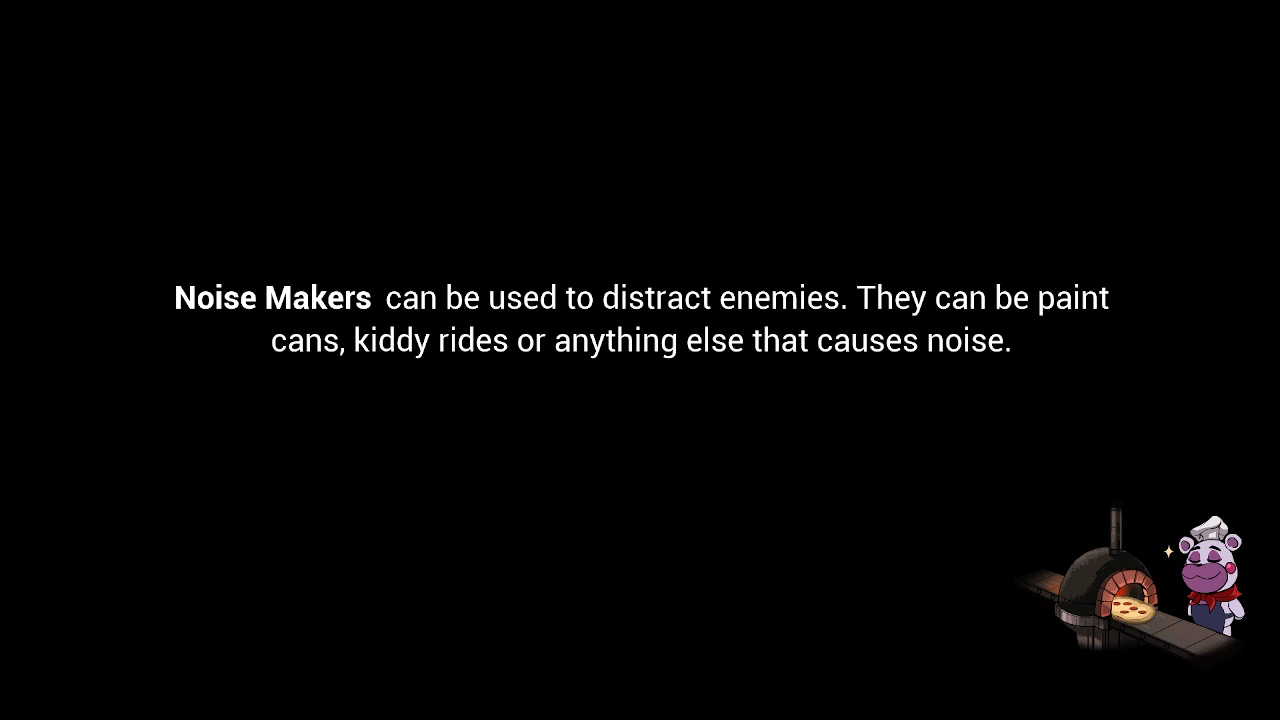 Noise Makers can be used to distract enemies. They can be paint
cans, kiddy rides or anything else that causes noise.